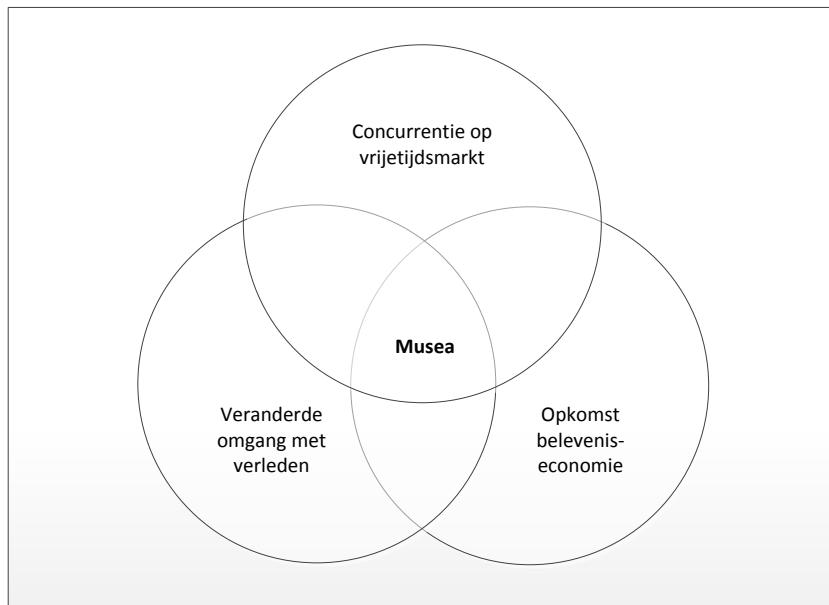 Concurrentie op
vrijetijdsmarkt
Musea
Veranderde
omgang met
verleden
Opkomst
belevenis-
economie